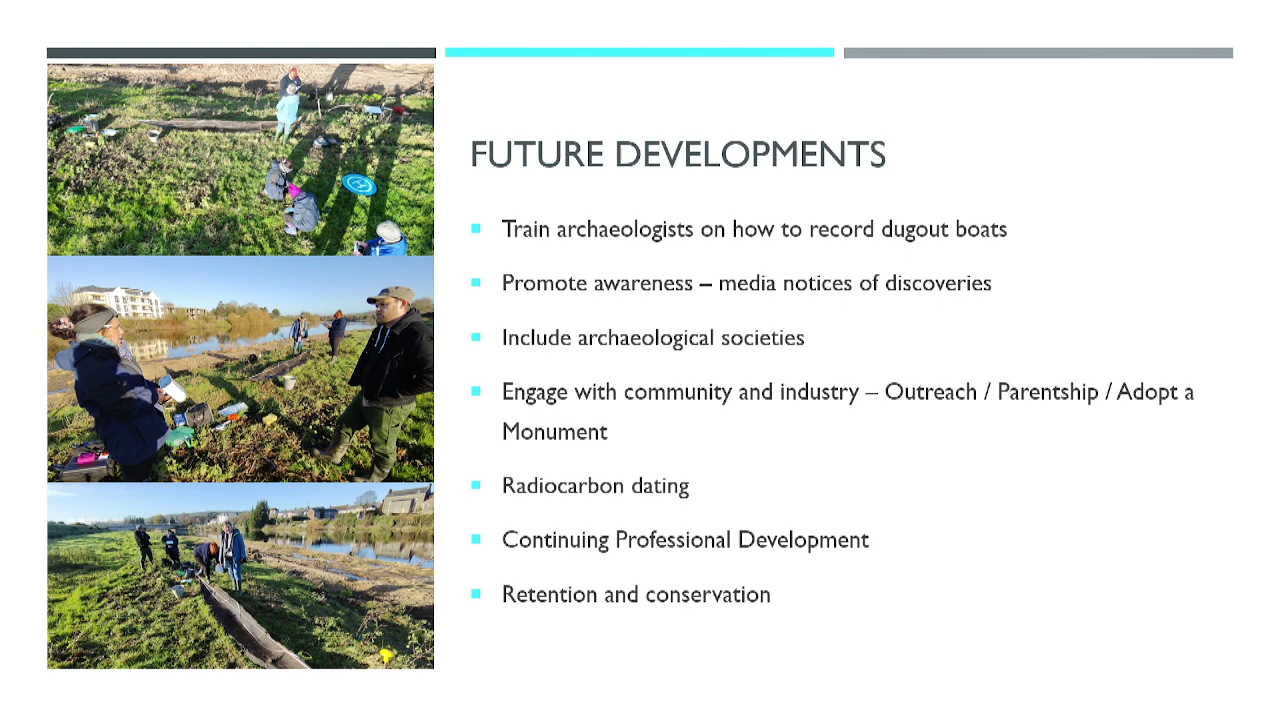 FUTURE DEVELOPMENTS
Train archaeologists on how to record dugout boats
Promote awareness – media notices of discoveries
Include archaeological societies
Engage with community and industry – Outreach / Parentship / Adopt a
Monument
Radiocarbon dating
Continuing Professional Development
Retention and conservation